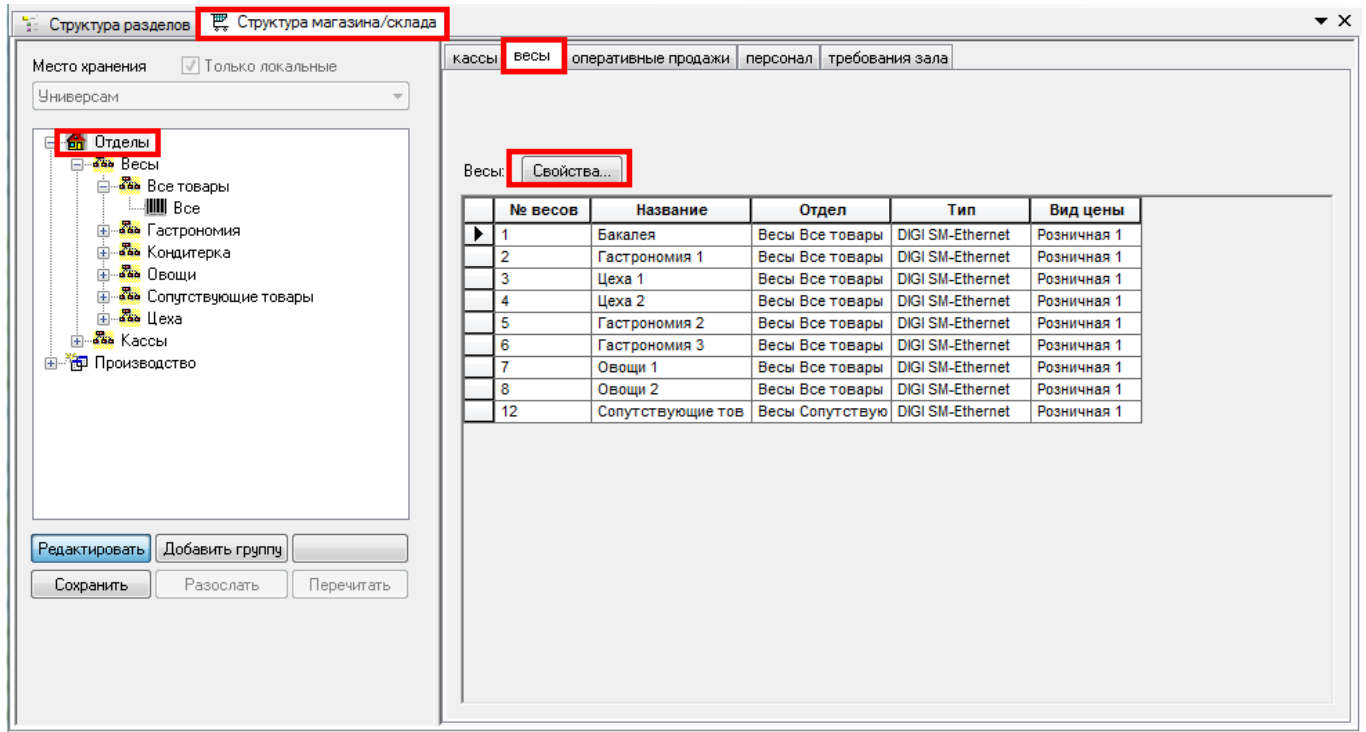 Структура разделов Структура магазина/склада
Место хранения Только локальные
Универсам
Отделы
Весы
Все товары
Все
Гастрономия
Кондитерка
Овощи
Сопутствующие товары
Цеха
Кассы
Производство
Редактировать Добавить группу
Сохранить Разослать Перечитать
кассы весы оперативные продажи персонал требования зала
Весы: Свойства...
№ весов Название Отдел Тип Вид цены
1 Бакалея Весы Все товары DIGI SM-Ethernet Розничная 1
2 Гастрономия 1 Весы Все товары DIGI SM-Ethernet Розничная 1
3 Цеха 1 Весы Все товары DIGI SM-Ethernet Розничная 1
4 Цеха 2 Весы Все товары DIGI SM-Ethernet Розничная 1
5 Гастрономия 2 Весы Все товары DIGI SM-Ethernet Розничная 1
6 Гастрономия 3 Весы Все товары DIGI SM-Ethernet Розничная 1
7 Овощи 1 Весы Все товары DIGI SM-Ethernet Розничная 1
8 Овощи 2 Весы Все товары DIGI SM-Ethernet Розничная 1
12 Сопутствующие тов Весы Сопутствую DIGI SM-Ethernet Розничная 1